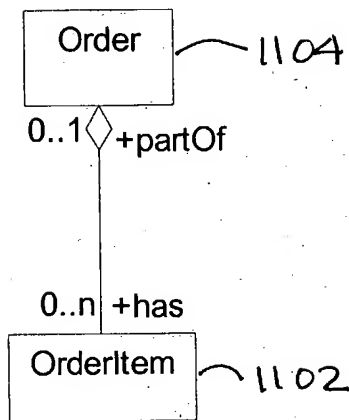 Order
1104
0..1 +partOf
0..n +has
OrderItem
1102